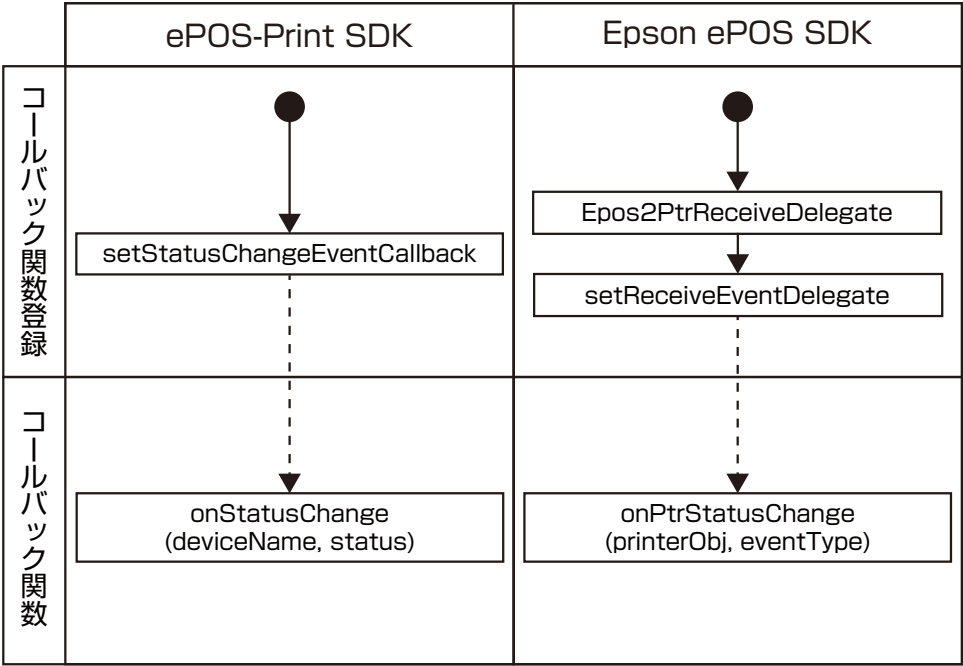 ePOS-Print SDK
Epson ePOS SDK
コールバック関数登録
setStatusChangeEventCallback
Epos2PtrReceiveDelegate
setReceiveEventDelegate
コールバック関数
onStatusChange
(deviceName, status)
onPtrStatusChange
(printerObj, eventType)